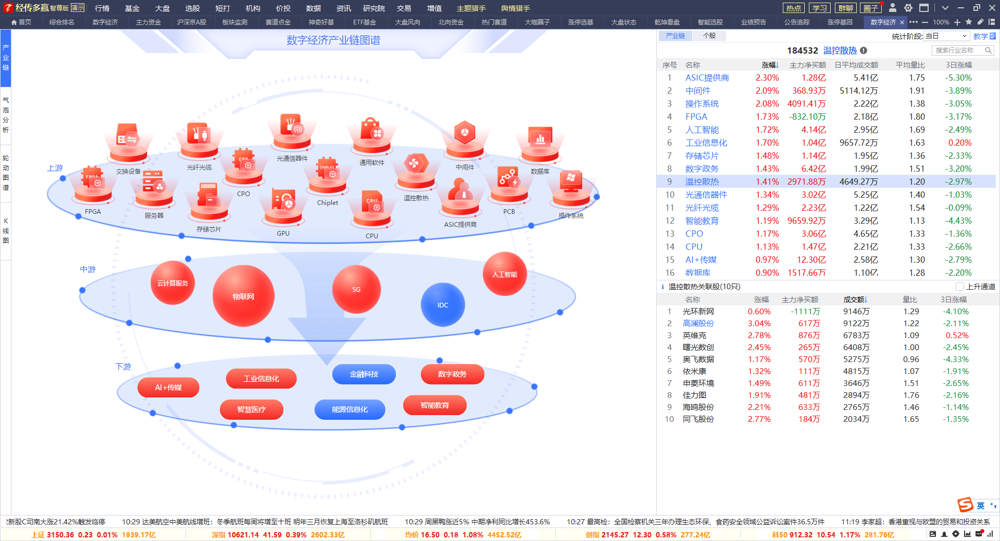 经传多赢 智尊版 演示 行情 基金 大盘 选股 短打 机构 价投 数据 资讯 研究院 交易 增值 主题猎手 舆情猎手 热点 学习 群聊 圈子
首页 综合排名 数字经济 主力资金 沪深京A股 板块监测 赛道点金 神奇好基 ETF基金 大盘风向 北向资金 热门赛道 大咖圈子 涨停选基 大盘状态 乾坤看盘 智能选股 业绩预告 公告追踪 涨停基因 数字经济 100%
产业链
气泡分析
轮动图谱
K线图
数字经济产业链图谱
上游
交换设备
光纤光缆
光通信器件
通用软件
中间件
数据库
FPGA
服务器
CPO
Chiplet
温控散热
PCB
操作系统
存储芯片
GPU
CPU
ASIC提供商
中游
云计算服务
物联网
5G
IDC
人工智能
下游
AI+传媒
工业信息化
金融科技
数字政务
智慧医疗
能源信息化
智能教育
产业链 个股 统计阶段: 当日 教学
184532 温控散热 搜索行业名称
序号 名称 涨幅↓ 主力净买额 日平均成交额 平均量比 3日涨幅
1 ASIC提供商 2.30% 1.28亿 5.41亿 1.75 -5.30%
2 中间件 2.09% 368.93万 5114.12万 1.91 -3.89%
3 操作系统 2.08% 4091.41万 2.22亿 1.38 -3.05%
4 FPGA 1.73% -832.10万 2.18亿 1.80 -3.17%
5 人工智能 1.72% 4.14亿 2.95亿 1.69 -2.49%
6 工业信息化 1.70% 1.04亿 9657.72万 1.63 0.20%
7 存储芯片 1.48% 1.14亿 1.95亿 1.36 -2.33%
8 数字政务 1.43% 6.42亿 1.99亿 1.51 -3.20%
9 温控散热 1.41% 2971.88万 4649.27万 1.20 -2.97%
10 光通信器件 1.34% 3.02亿 5.25亿 1.40 -1.03%
11 光纤光缆 1.29% 2.23亿 1.22亿 1.54 -0.09%
12 智能教育 1.19% 9659.92万 3.29亿 1.13 -4.43%
13 CPO 1.17% 3.06亿 4.65亿 1.33 -1.36%
14 CPU 1.13% 1.47亿 2.21亿 1.33 -2.66%
15 AI+传媒 0.97% 12.30亿 2.58亿 1.30 -2.79%
16 数据库 0.90% 1517.66万 1.10亿 1.28 -2.20%
温控散热关联股(10只) 上升通道
名称 涨幅 主力净买额 成交额↓ 量比 3日涨幅
1 光环新网 0.60% -1111万 9146万 1.29 -4.10%
2 高澜股份 3.04% 617万 9122万 1.22 -2.11%
3 英维克 2.78% 876万 6783万 1.09 0.52%
4 曙光数创 2.45% 265万 6408万 1.00 -2.45%
5 奥飞数据 1.17% 570万 5275万 0.96 -4.33%
6 依米康 1.32% 111万 4815万 1.07 -1.91%
7 申菱环境 1.49% 611万 3646万 1.51 -2.65%
8 佳力图 1.91% 481万 2894万 1.76 -2.16%
9 海鸥股份 2.21% 633万 2765万 1.46 -1.14%
10 同飞股份 2.77% 184万 2034万 1.65 -1.35%
英
新股C司南大涨21.42%触发临停 10:29 达美航空中美航线增班：冬季航班每周将增至十班 明年三月恢复上海至洛杉矶航班 10:29 周黑鸭涨近5% 中期净利同比增长453.6% 10:27 最高检：全国检察机关三年办理生态环保、食药安全领域公益诉讼案件36.5万件 11:19 李家超：香港重视与欧盟的贸易和投资关系
上证 3150.36 0.23 0.01% 1939.17亿 深指 10621.14 41.59 0.39% 2602.33亿 均价 16.50 0.18 1.08% 4452.52亿 创指 2145.27 12.30 0.58% 277.24亿 科50 912.32 10.54 1.17% 281.76亿